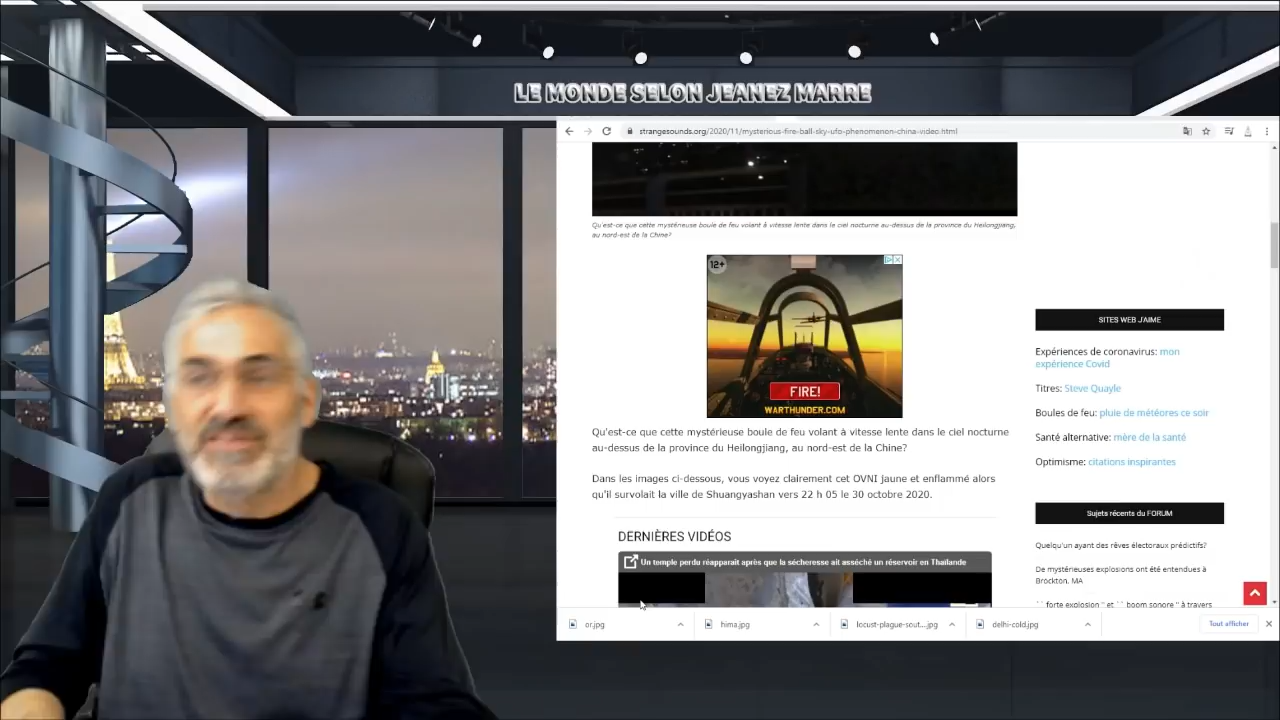 LE MONDE SELON JEANEZ MARRE
strangesounds.org/2020/11/mysterious-fire-ball-sky-ufo-phenomenon-china-video.html
Qu'est-ce que cette mystérieuse boule de feu volant à vitesse lente dans le ciel nocturne au-dessus de la province du Heilongjiang,
au nord-est de la Chine?
12+
FIRE!
WARTHUNDER.COM
Qu'est-ce que cette mystérieuse boule de feu volant à vitesse lente dans le ciel nocturne
au-dessus de la province du Heilongjiang, au nord-est de la Chine?
Dans les images ci-dessous, vous voyez clairement cet OVNI jaune et enflammé alors
qu'il survolait la ville de Shuangyashan vers 22 h 05 le 30 octobre 2020.
DERNIÈRES VIDÉOS
Un temple perdu réapparaît après que la sécheresse ait asséché un réservoir en Thaïlande
SITES WEB J'AIME
Expériences de coronavirus: mon
expérience Covid
Titres: Steve Quayle
Boules de feu: pluie de météores ce soir
Santé alternative: mère de la santé
Optimisme: citations inspirantes
Sujets récents du FORUM
Quelqu'un ayant des rêves électoraux prédictifs?
De mystérieuses explosions ont été entendues à
Brockton, MA
`` forte explosion '' et `` boom sonore '' à travers
or.jpg
hima.jpg
locust-plague-sout....jpg
delhi-cold.jpg
Tout afficher